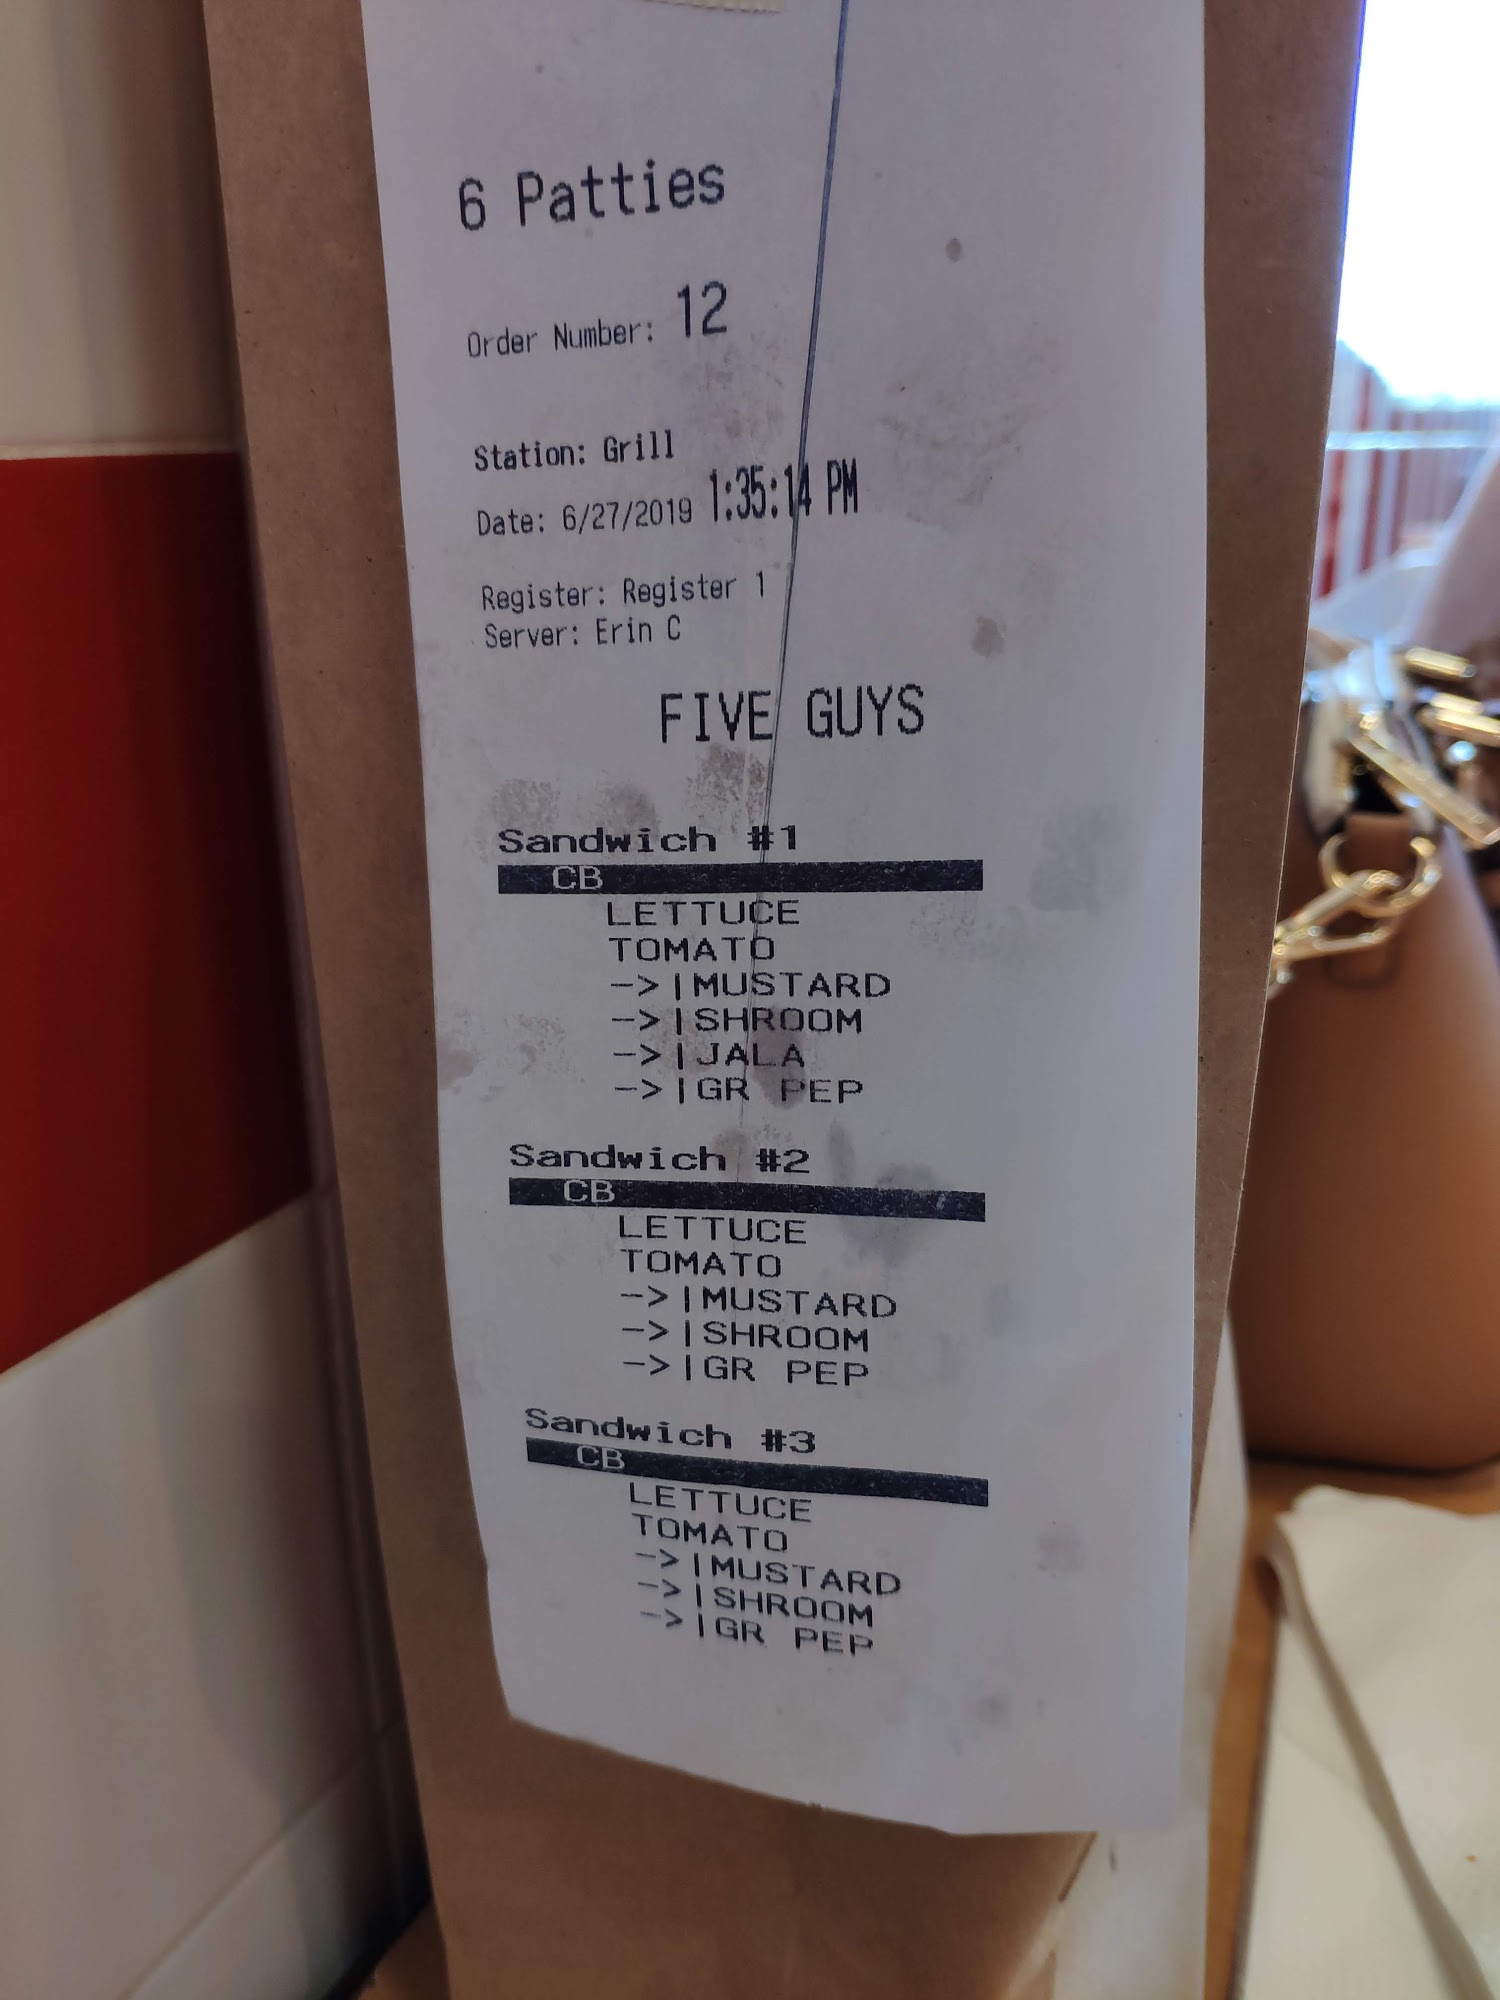 6 Patties
Order Number: 12
Station: Grill
Date: 6/27/2019 1:35:14 PM
Register: Register 1
Server: Erin C
FIVE GUYS
Sandwich #1
CB
LETTUCE
TOMATO
->|MUSTARD
->|SHROOM
->|JALA
->|GR PEP
Sandwich #2
CB
LETTUCE
TOMATO
->|MUSTARD
->|SHROOM
->|GR PEP
Sandwich #3
CB
LETTUCE
TOMATO
->|MUSTARD
->|SHROOM
->|GR PEP